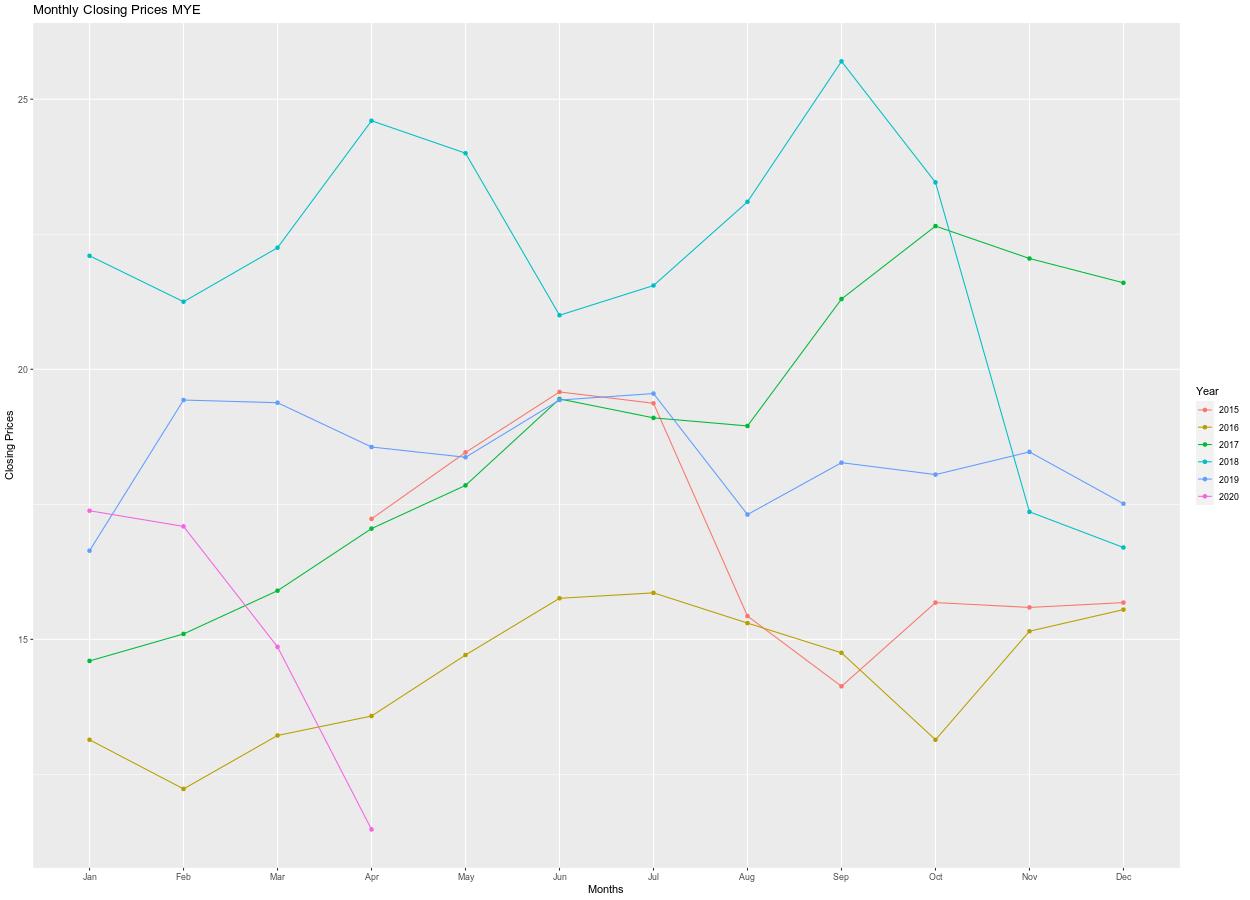 Monthly Closing Prices MYE
25
20
15
Closing Prices
Jan Feb Mar Apr May Jun Jul Aug Sep Oct Nov Dec
Months
Year
2015
2016
2017
2018
2019
2020